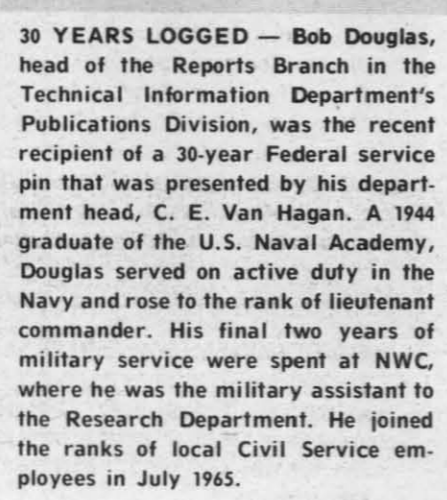 30 YEARS LOGGED — Bob Douglas,
head of the Reports Branch in the
Technical Information Department's
Publications Division, was the recent
recipient of a 30-year Federal service
pin that was presented by his depart-
ment head, C. E. Van Hagan. A 1944
graduate of the U.S. Naval Academy,
Douglas served on active duty in the
Navy and rose to the rank of lieutenant
commander. His final two years of
military service were spent at NWC,
where he was the military assistant to
the Research Department. He joined
the ranks of local Civil Service em-
ployees in July 1965.